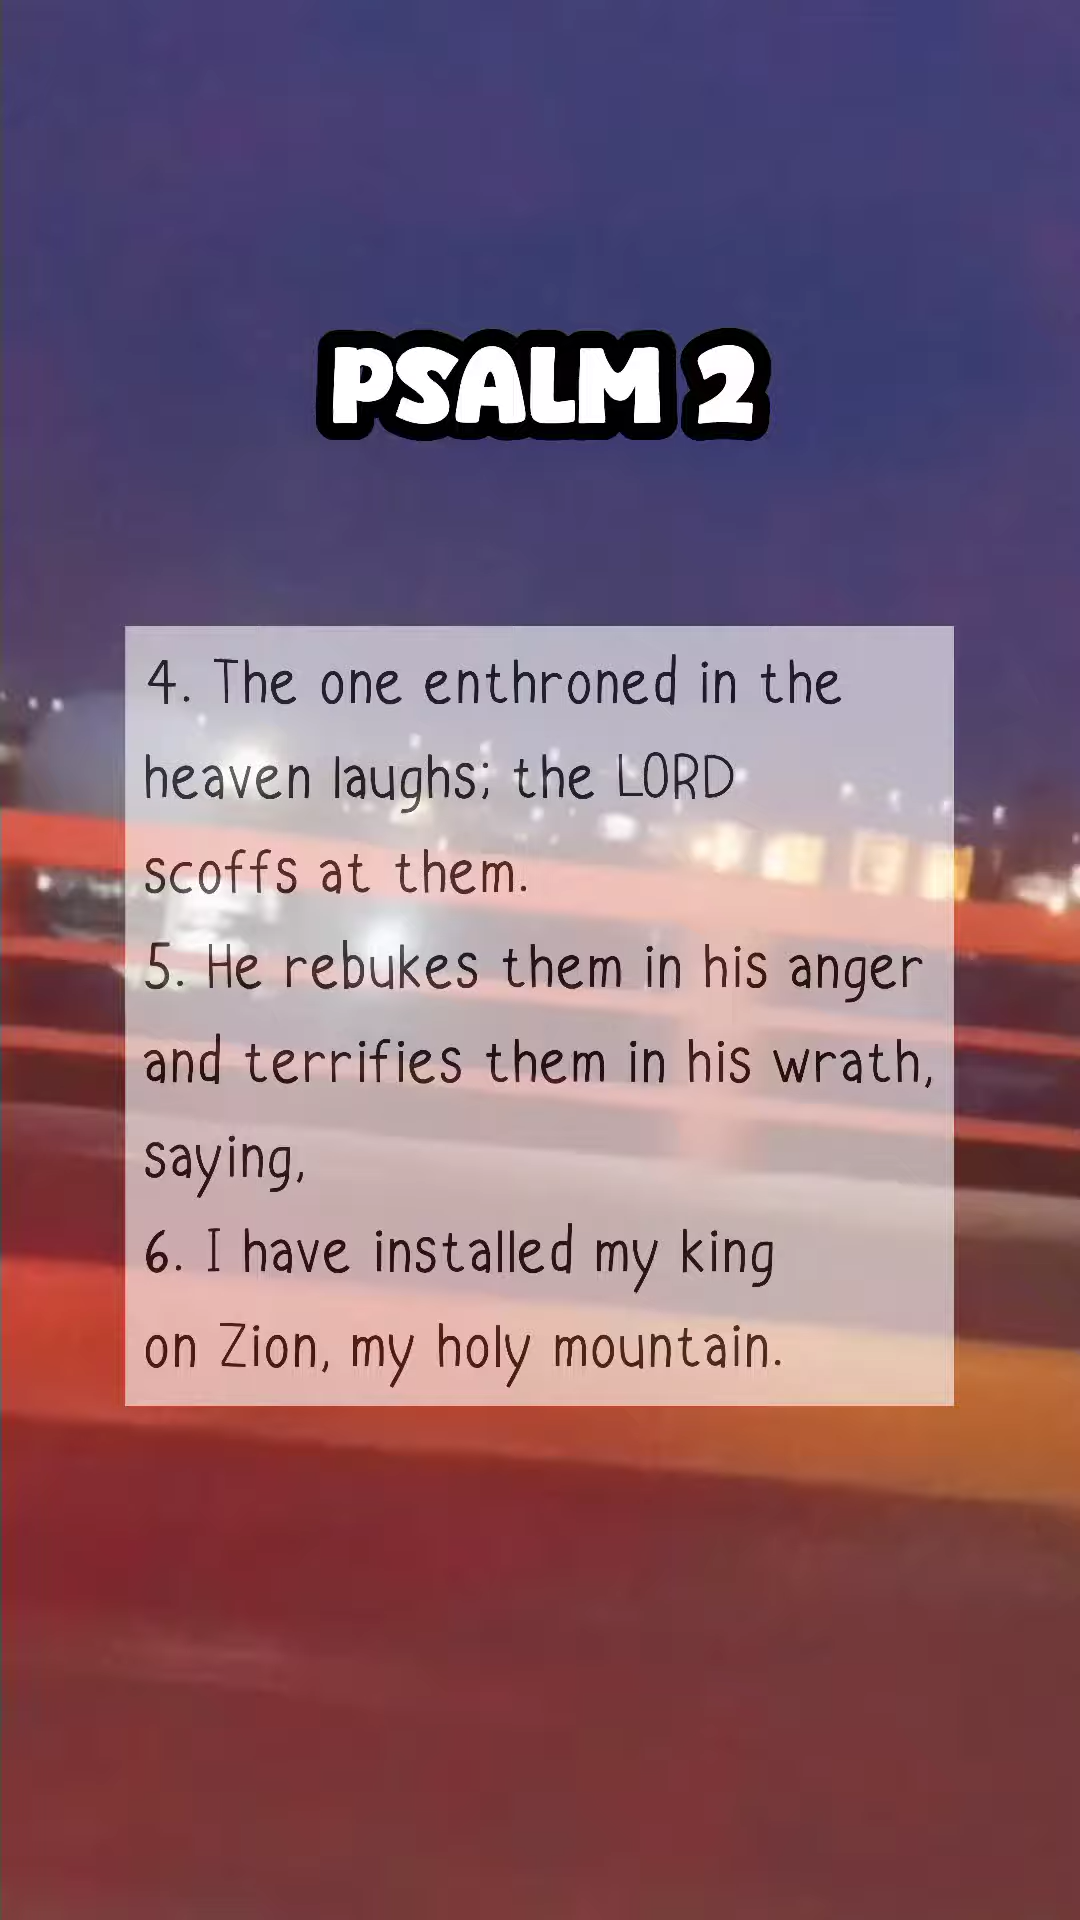 PSALM 2
4. The one enthroned in the
heaven laughs; the LORD
scoffs at them.
5. He rebukes them in his anger
and terrifies them in his wrath,
saying,
6. I have installed my king
on Zion, my holy mountain.